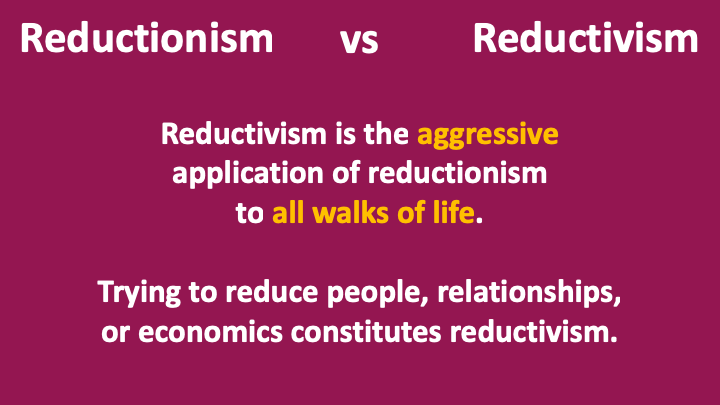 Reductionism vs Reductivism
Reductivism is the aggressive
application of reductionism
to all walks of life.
Trying to reduce people, relationships,
or economics constitutes reductivism.